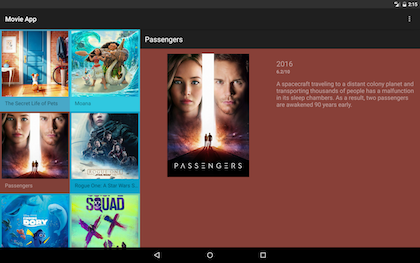 2:15
Movie App
Passengers
The Secret Life of Pets
Moana
PASSENGERS
2016
6.2/10
A spacecraft traveling to a distant colony planet and
transporting thousands of people has a malfunction
in its sleep chambers. As a result, two passengers
are awakened 90 years early.
Passengers
Rogue One: A Star Wars S
DORY
SQUAD